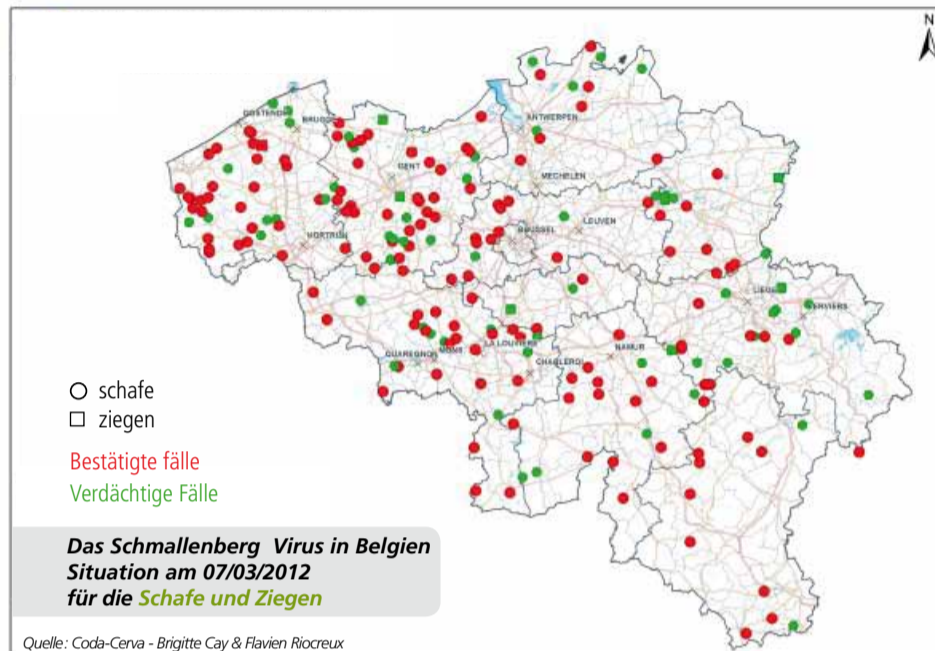 N
OOSTENDE
BRUGGE
ANTWERPEN
GENT
MECHELEN
LEUVEN
BRUSSEL
KORTRIJK
LIEGE
VERVIERS
QUAREGNON
MONS
LA LOUVIERE
NAMUR
CHARLEROI
schafe
ziegen
Bestätigte fälle
Verdächtige Fälle
Das Schmallenberg Virus in Belgien
Situation am 07/03/2012
für die Schafe und Ziegen
Quelle: Coda-Cerva - Brigitte Cay & Flavien Riocreux